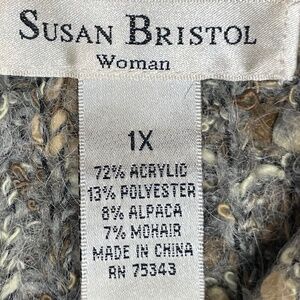 SUSAN BRISTOL
Woman
1X
72% ACRYLIC
13% POLYESTER
8% ALPACA
7% MOHAIR
MADE IN CHINA
RN 75343